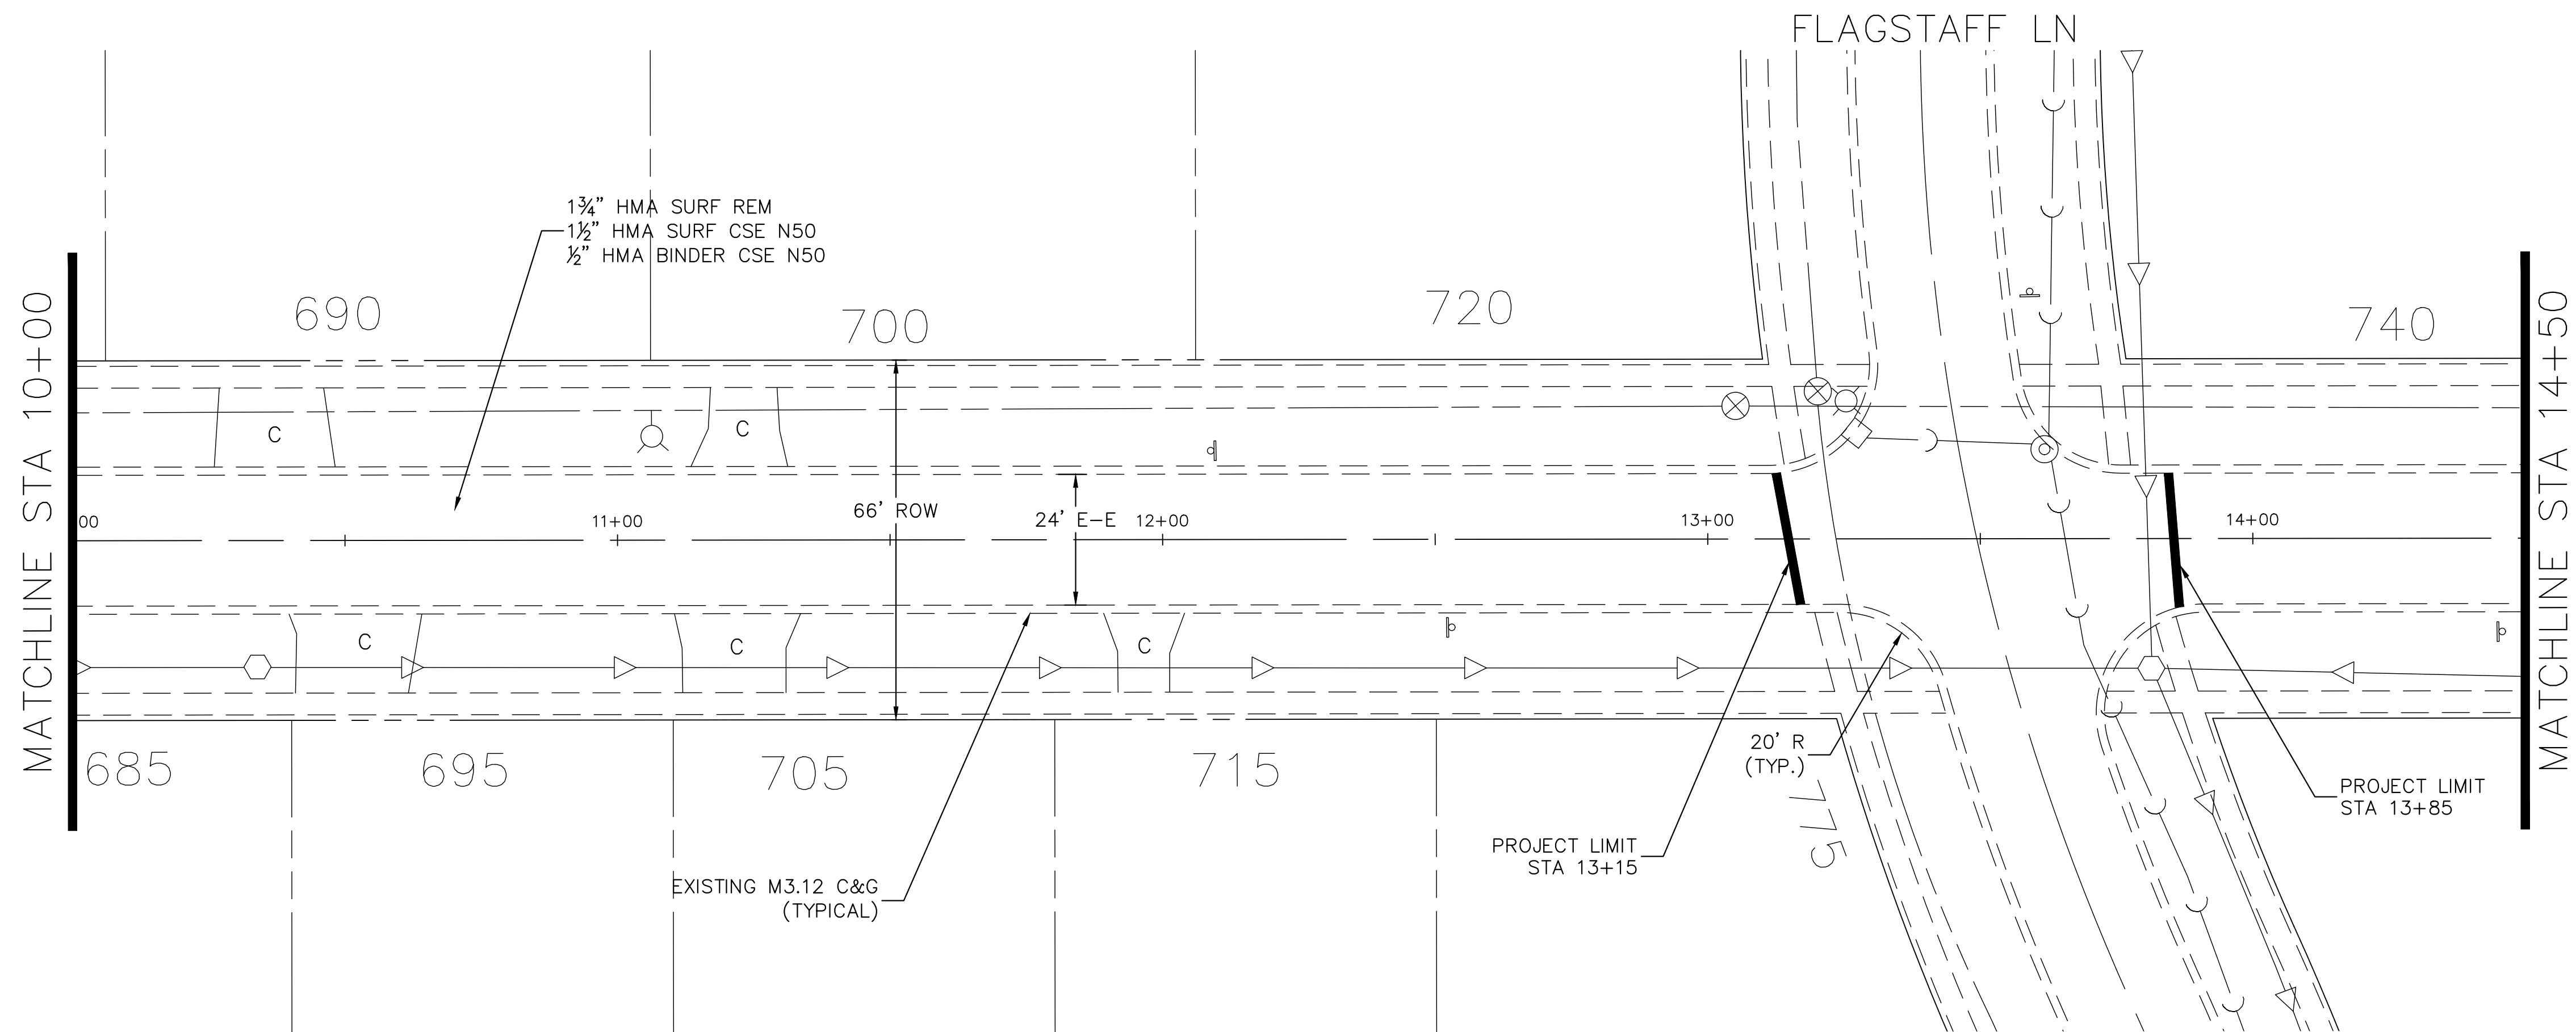 FLAGSTAFF LN
1¾" HMA SURF REM
1½" HMA SURF CSE N50
½" HMA BINDER CSE N50
MATCHLINE STA 10+00
690
700
720
740
MATCHLINE STA 14+50
C
C
00
11+00
66' ROW
24' E-E
12+00
13+00
14+00
C
C
C
685
695
705
715
775
20' R
(TYP.)
PROJECT LIMIT
STA 13+85
PROJECT LIMIT
STA 13+15
EXISTING M3.12 C&G
(TYPICAL)